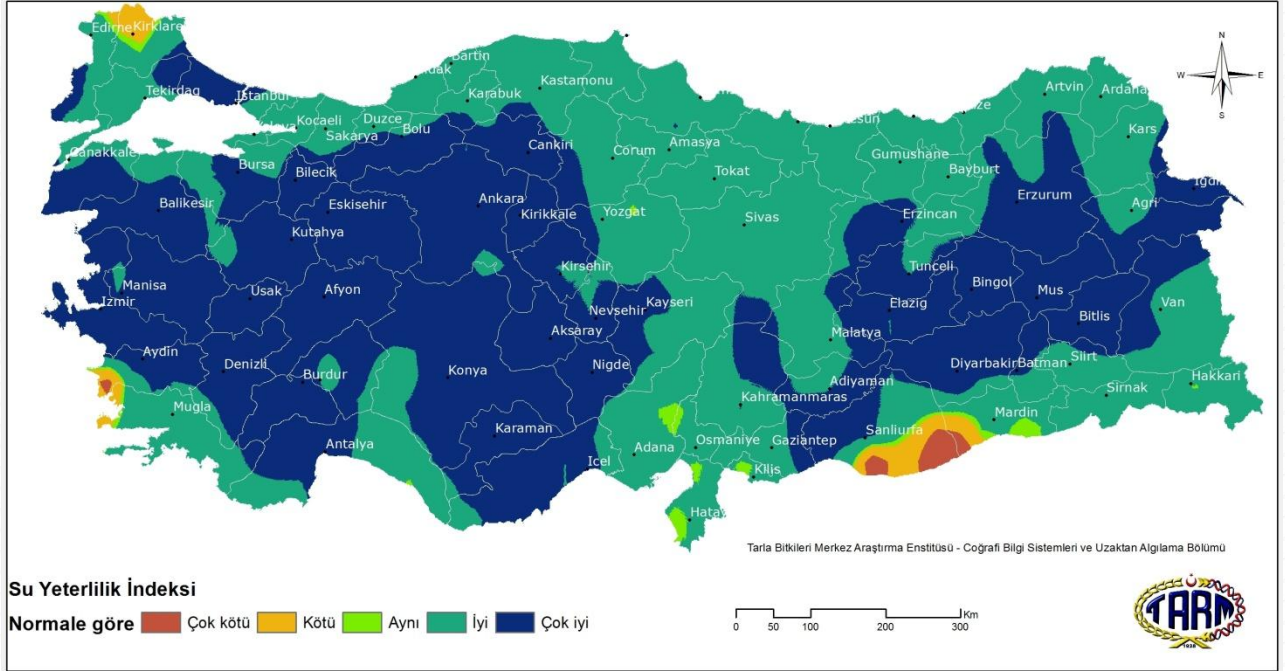 N
W E
S
Edirne Kirklare
Bartin
Kastamonu
Tekirdag
Istanbul
Karabuk
Artvin
Ardaha
Kocaeli
Duzce
Bolu
Sakarya
Kars
Canakkale
Cankiri
Corum
Amasya
Gumushane
Bursa
Bilecik
Tokat
Bayburt
Balikesir
Eskisehir
Ankara
Kirikkale
Yozgat
Sivas
Erzincan
Erzurum
Agri
Kutahya
Manisa
Usak
Afyon
Kirsehir
Tunceli
Bingol
Mus
Van
Izmir
Nevsehir
Kayseri
Elazig
Bitlis
Aksaray
Malatya
Aydin
Denizli
Burdur
Konya
Nigde
Diyarbakir Batman
Siirt
Hakkari
Adiyaman
Sirnak
Mugla
Kahramanmaras
Mardin
Karaman
Sanliurfa
Antalya
Icel
Adana
Osmaniye
Gaziantep
Kilis
Hatay
Tarla Bitkileri Merkez Araştırma Enstitüsü - Coğrafi Bilgi Sistemleri ve Uzaktan Algılama Bölümü
Su Yeterlilik İndeksi
Normale göre Çok kötü Kötü Aynı İyi Çok iyi
0 50 100 200 300 Km
TARM
1926